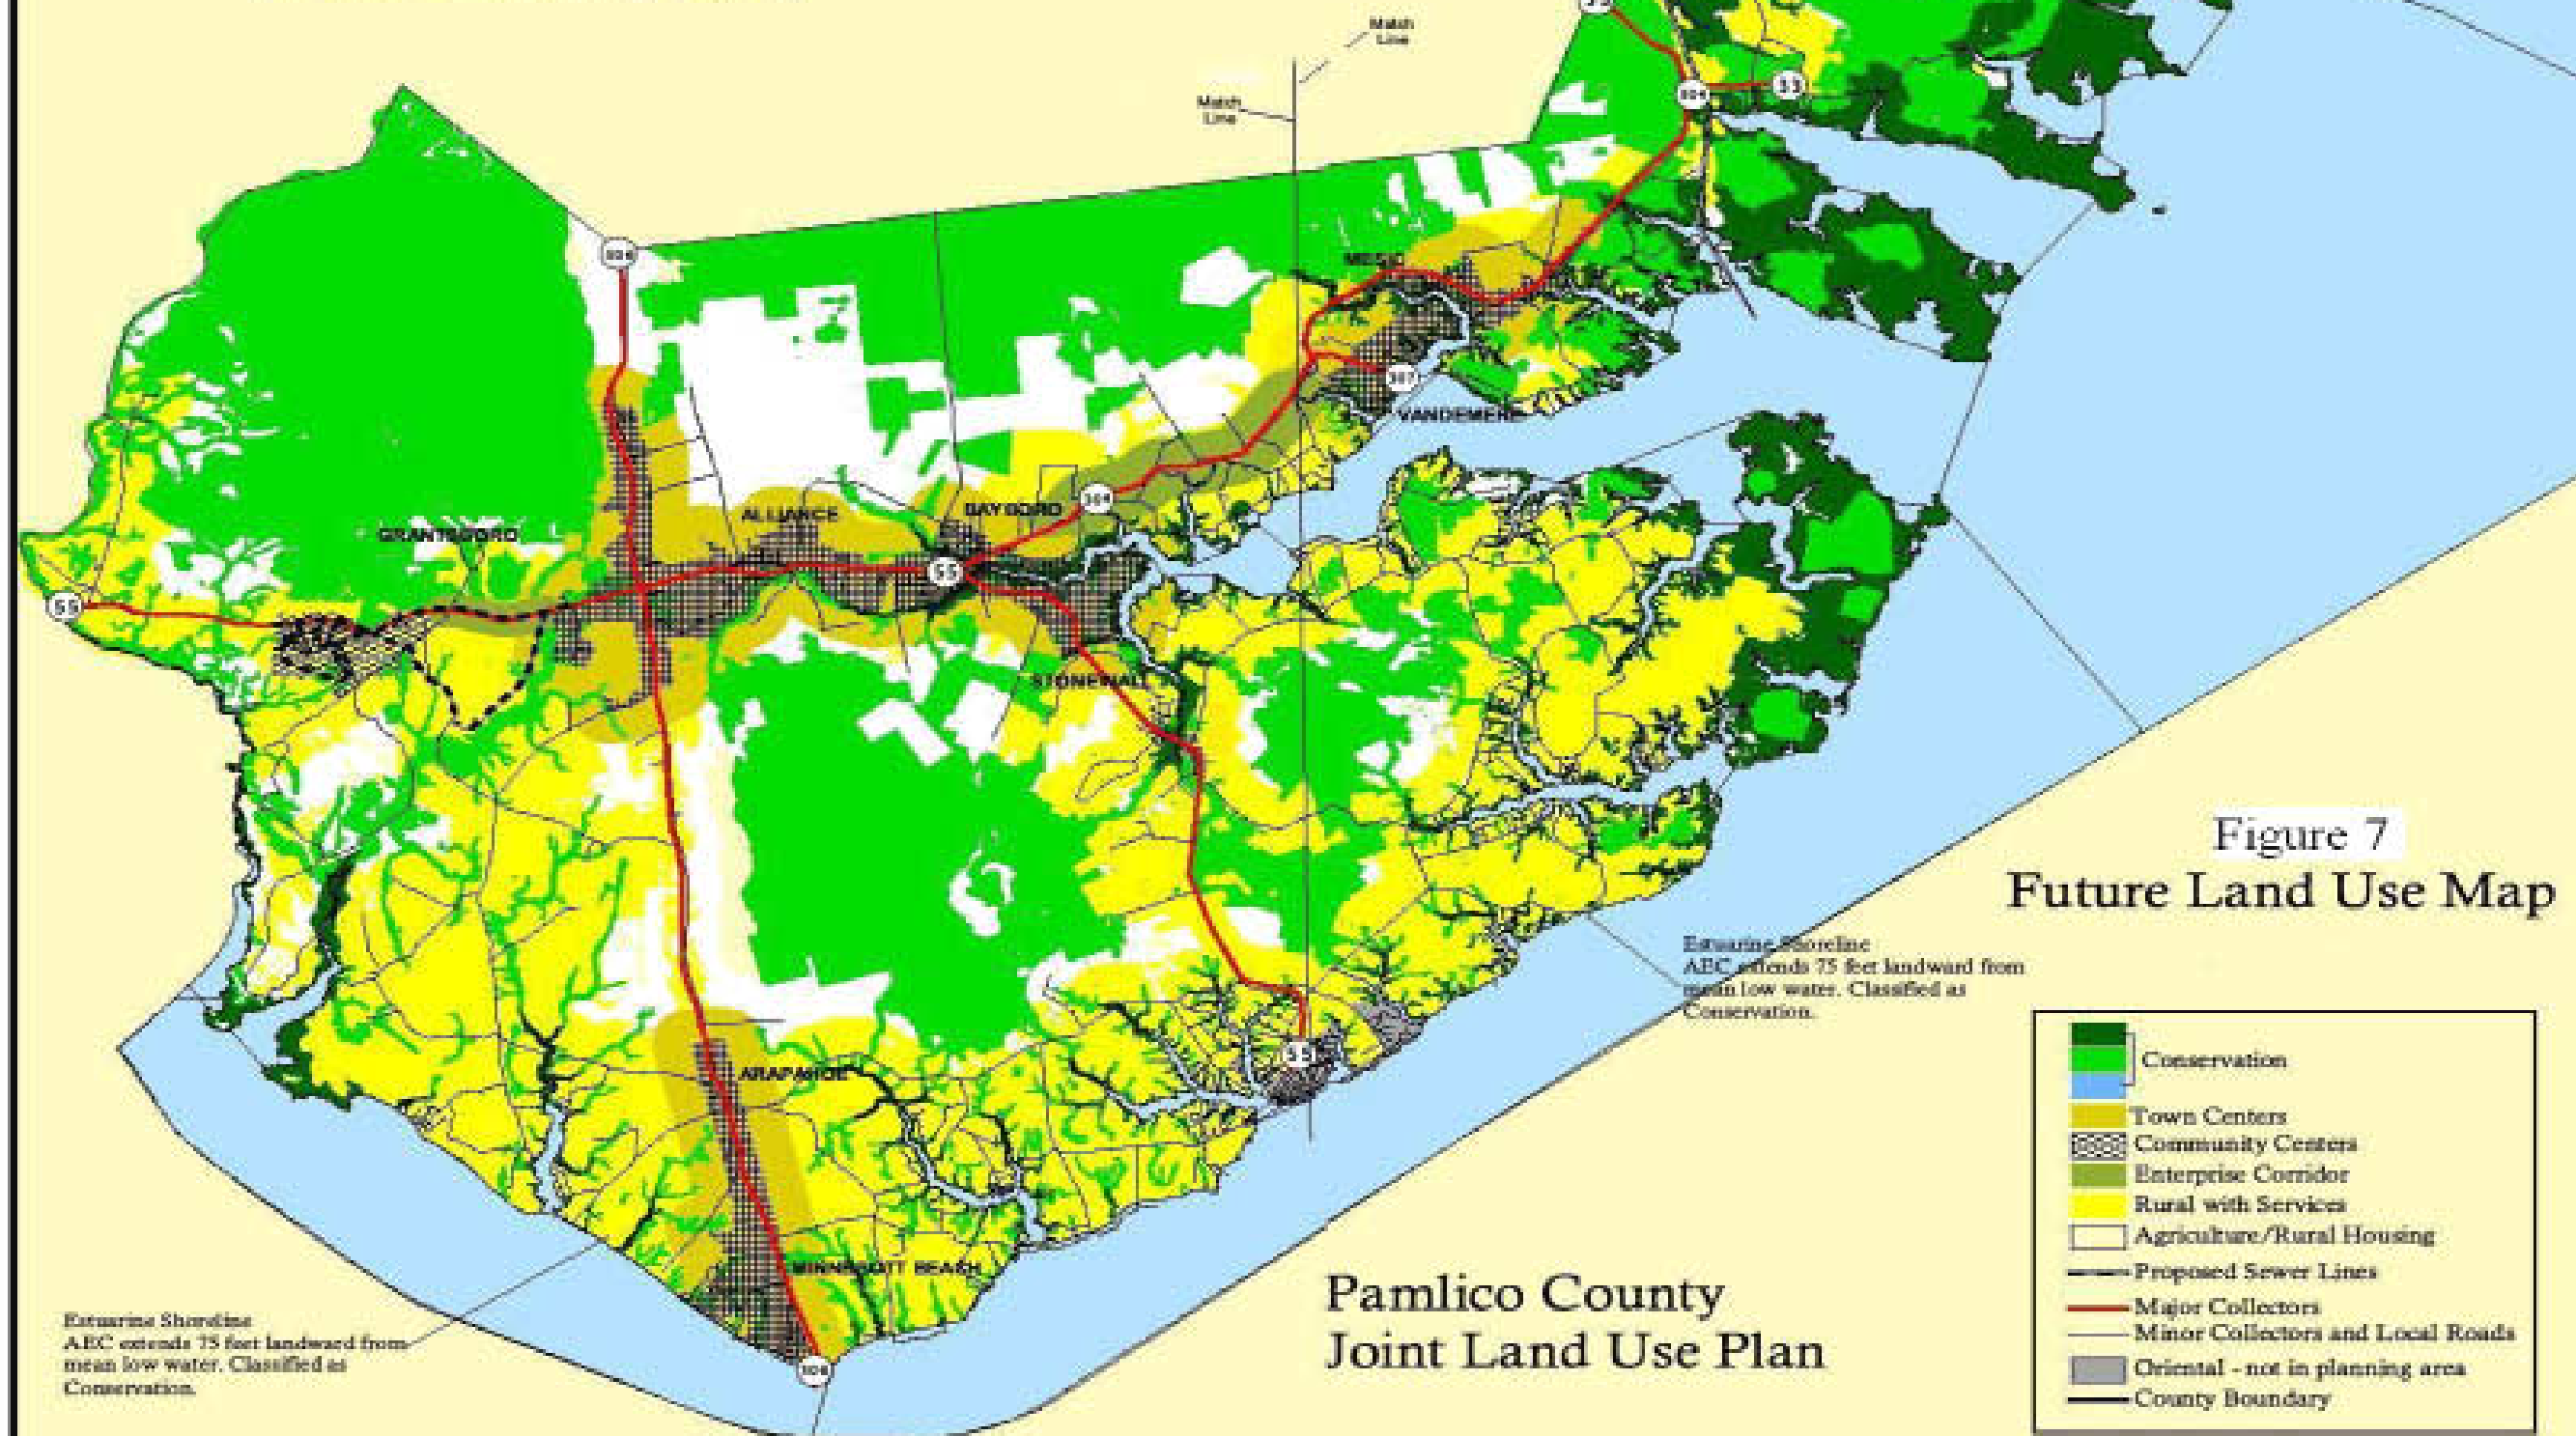 Match
Line
33
304
33
Match
Line
306
MESIC
307
VANDEMERE
304
BAYBORO
ALLIANCE
GRANTSBORO
55
55
STONEWALL
Figure 7
Future Land Use Map
Estuarine Shoreline
AEC extends 75 feet landward from
mean low water. Classified as
Conservation.
55
ARAPAHOE
MINNESOTT BEACH
306
Estuarine Shoreline
AEC extends 75 feet landward from
mean low water. Classified as
Conservation.
Pamlico County
Joint Land Use Plan
Conservation
Town Centers
Community Centers
Enterprise Corridor
Rural with Services
Agriculture/Rural Housing
Proposed Sewer Lines
Major Collectors
Minor Collectors and Local Roads
Oriental - not in planning area
County Boundary